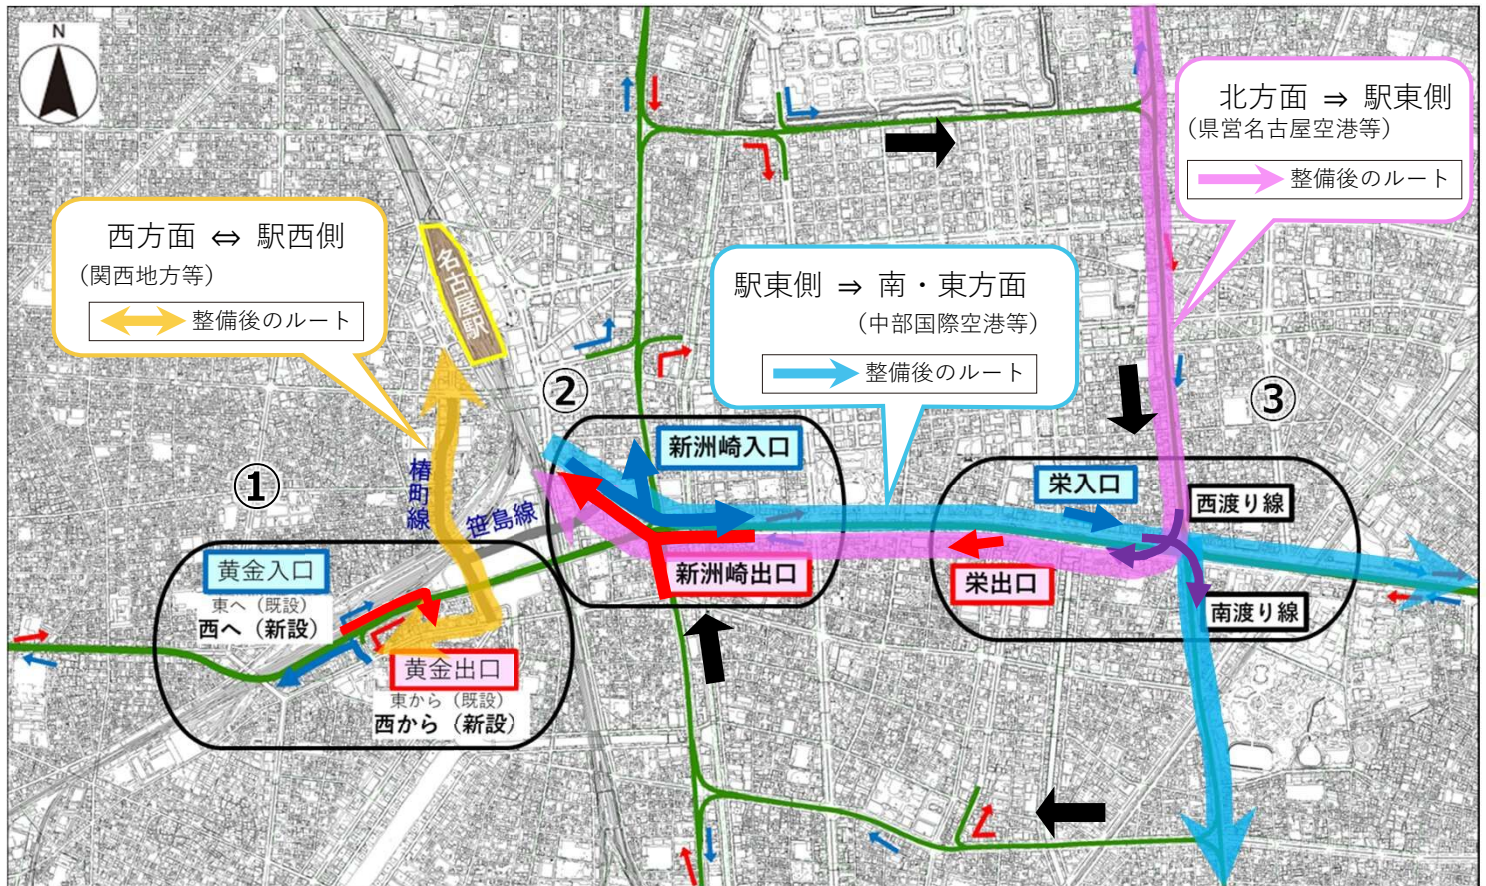 N
北方面 ⇒ 駅東側
(県営名古屋空港等)
整備後のルート
西方面 ⇔ 駅西側
(関西地方等)
整備後のルート
名古屋駅
駅東側 ⇒ 南・東方面
(中部国際空港等)
整備後のルート
②
③
①
新洲崎入口
椿町線
笹島線
栄入口
西渡り線
黄金入口
東へ（既設）
西へ（新設）
新洲崎出口
栄出口
南渡り線
黄金出口
東から（既設）
西から（新設）